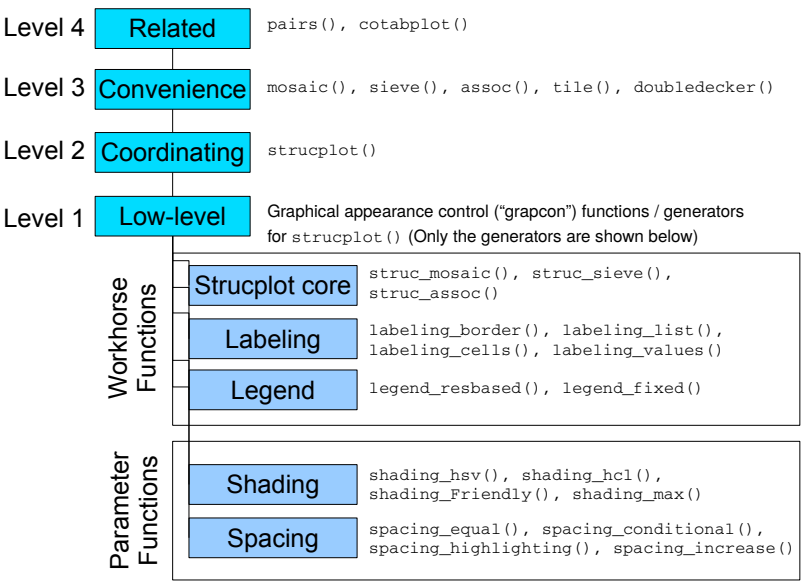 Level 4 Related pairs(), cotabplot()
Level 3 Convenience mosaic(), sieve(), assoc(), tile(), doubledecker()
Level 2 Coordinating strucplot()
Level 1 Low-level Graphical appearance control (“grapcon”) functions / generators
for strucplot() (Only the generators are shown below)
Workhorse
Functions
Strucplot core struc_mosaic(), struc_sieve(),
struc_assoc()
Labeling labeling_border(), labeling_list(),
labeling_cells(), labeling_values()
Legend legend_resbased(), legend_fixed()
Parameter
Functions
Shading shading_hsv(), shading_hcl(),
shading_Friendly(), shading_max()
Spacing spacing_equal(), spacing_conditional(),
spacing_highlighting(), spacing_increase()